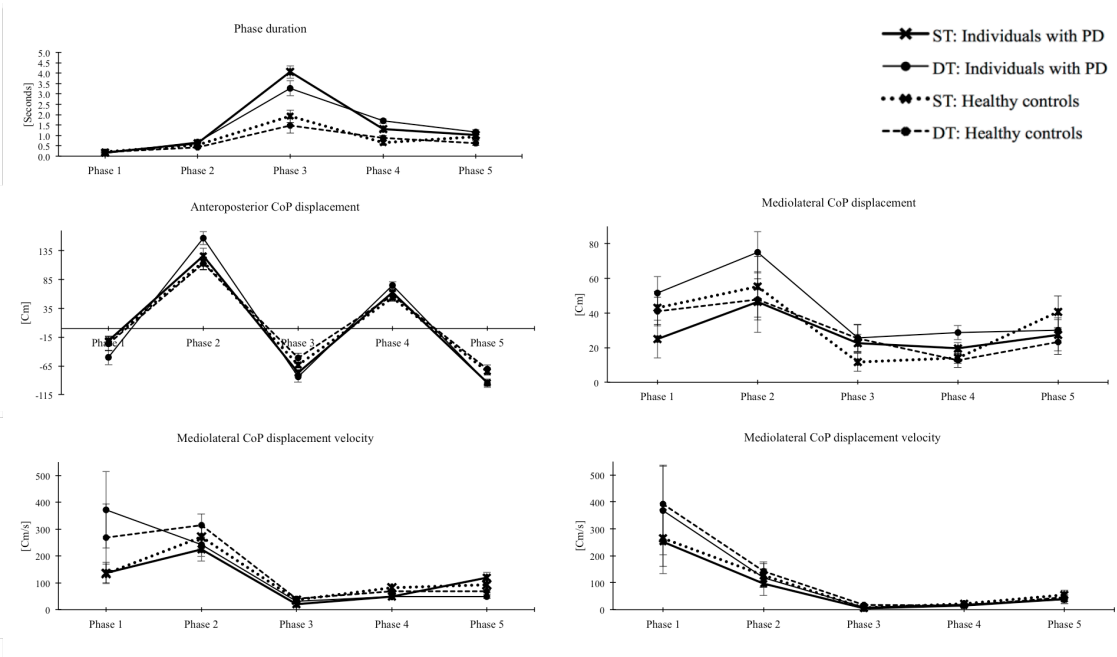 Phase duration
ST: Individuals with PD
DT: Individuals with PD
ST: Healthy controls
DT: Healthy controls
[Seconds]
5.0
4.5
4.0
3.5
3.0
2.5
2.0
1.5
1.0
0.5
0.0
Phase 1 Phase 2 Phase 3 Phase 4 Phase 5
Anteroposterior CoP displacement
[Cm]
135
85
35
-15
-65
-115
Phase Phase 2 Phase 3 Phase 4 Phase 5
Mediolateral CoP displacement
[Cm]
80
60
40
20
0
Phase 1 Phase 2 Phase 3 Phase 4 Phase 5
Mediolateral CoP displacement velocity
[Cm/s]
500
400
300
200
100
0
Phase 1 Phase 2 Phase 3 Phase 4 Phase 5
Mediolateral CoP displacement velocity
[Cm/s]
500
400
300
200
100
0
Phase 1 Phase 2 Phase 3 Phase 4 Phase 5